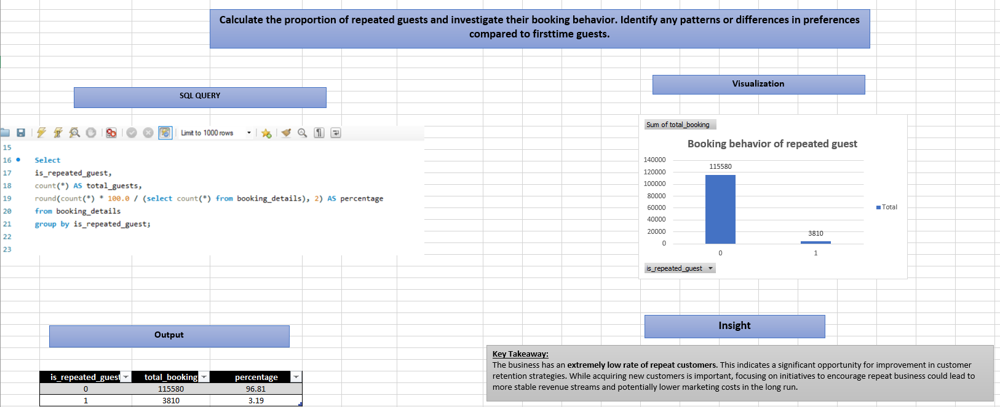 Calculate the proportion of repeated guests and investigate their booking behavior. Identify any patterns or differences in preferences
compared to firsttime guests.
SQL QUERY
Limit to 1000 rows
15
16 Select
17 is_repeated_guest,
18 count(*) AS total_guests,
19 round(count(*) * 100.0 / (select count(*) from booking_details), 2) AS percentage
20 from booking_details
21 group by is_repeated_guest;
22
23
Visualization
Sum of total_booking
Booking behavior of repeated guest
140000
120000
100000
80000
60000
40000
20000
0
115580
3810
0 1
Total
is_repeated_guest
Output
is_repeated_guest total_booking percentage
0 115580 96.81
1 3810 3.19
Insight
Key Takeaway:
The business has an extremely low rate of repeat customers. This indicates a significant opportunity for improvement in customer
retention strategies. While acquiring new customers is important, focusing on initiatives to encourage repeat business could lead to
more stable revenue streams and potentially lower marketing costs in the long run.